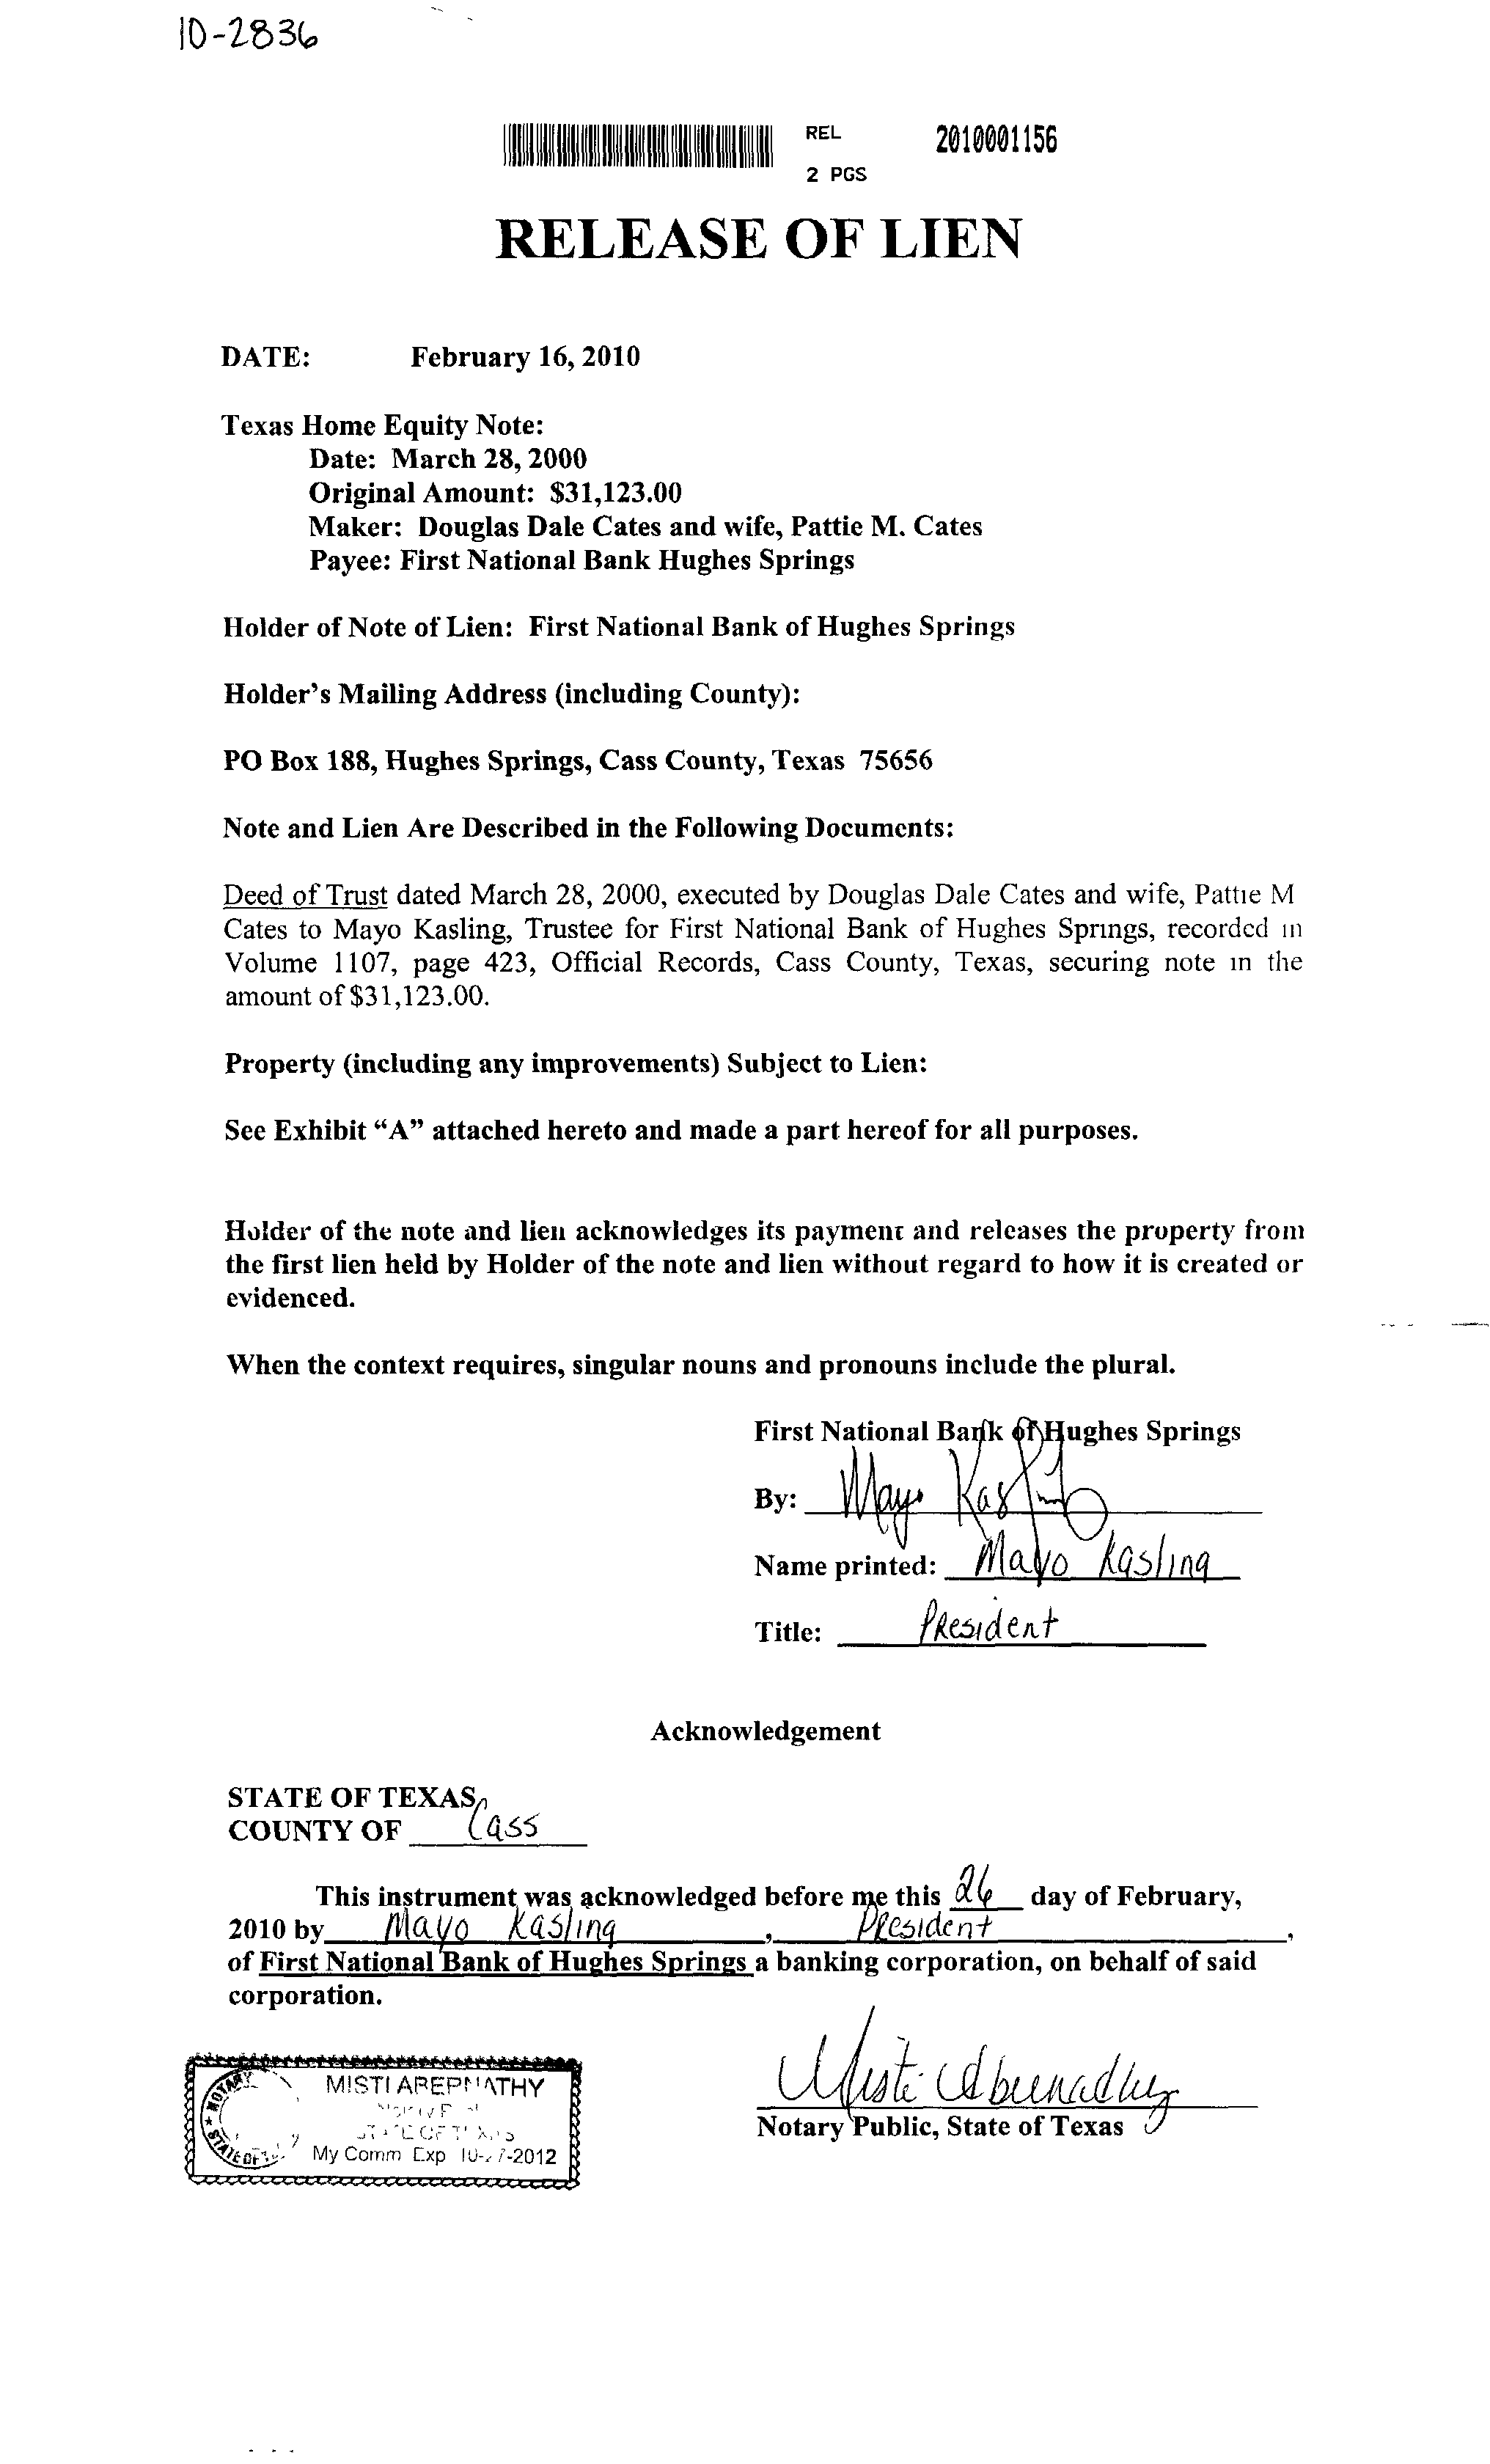 10-2836
REL 2010001156
2 PGS
RELEASE OF LIEN
DATE: February 16, 2010
Texas Home Equity Note:
Date: March 28, 2000
Original Amount: $31,123.00
Maker: Douglas Dale Cates and wife, Pattie M. Cates
Payee: First National Bank Hughes Springs
Holder of Note of Lien: First National Bank of Hughes Springs
Holder's Mailing Address (including County):
PO Box 188, Hughes Springs, Cass County, Texas 75656
Note and Lien Are Described in the Following Documents:
Deed of Trust dated March 28, 2000, executed by Douglas Dale Cates and wife, Pattie M
Cates to Mayo Kasling, Trustee for First National Bank of Hughes Springs, recorded in
Volume 1107, page 423, Official Records, Cass County, Texas, securing note in the
amount of $31,123.00.
Property (including any improvements) Subject to Lien:
See Exhibit “A” attached hereto and made a part hereof for all purposes.
Holder of the note and lien acknowledges its payment and releases the property from
the first lien held by Holder of the note and lien without regard to how it is created or
evidenced.
When the context requires, singular nouns and pronouns include the plural.
First National Bank of Hughes Springs
By: Mayo Kasling
Name printed: Mayo Kasling
Title: President
Acknowledgement
STATE OF TEXAS
COUNTY OF Cass
This instrument was acknowledged before me this 26 day of February,
2010 by Mayo Kasling, President,
of First National Bank of Hughes Springs a banking corporation, on behalf of said
corporation.
Misti Abernathy
Notary Public, State of Texas
MISTI ABERNATHY
STATE OF TEXAS
My Comm Exp 2012